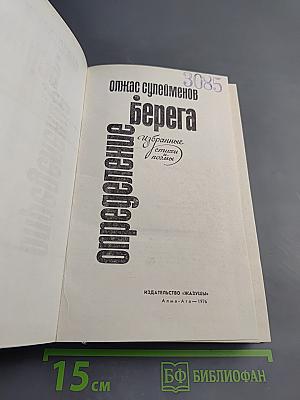 олжас сулейменов
3085
определение
Берега
Избранные
стихи
поэмы
ИЗДАТЕЛЬСТВО «ЖАЗУШЫ»
Алма-Ата—1976
15 см
БФ БИБЛИОФАН